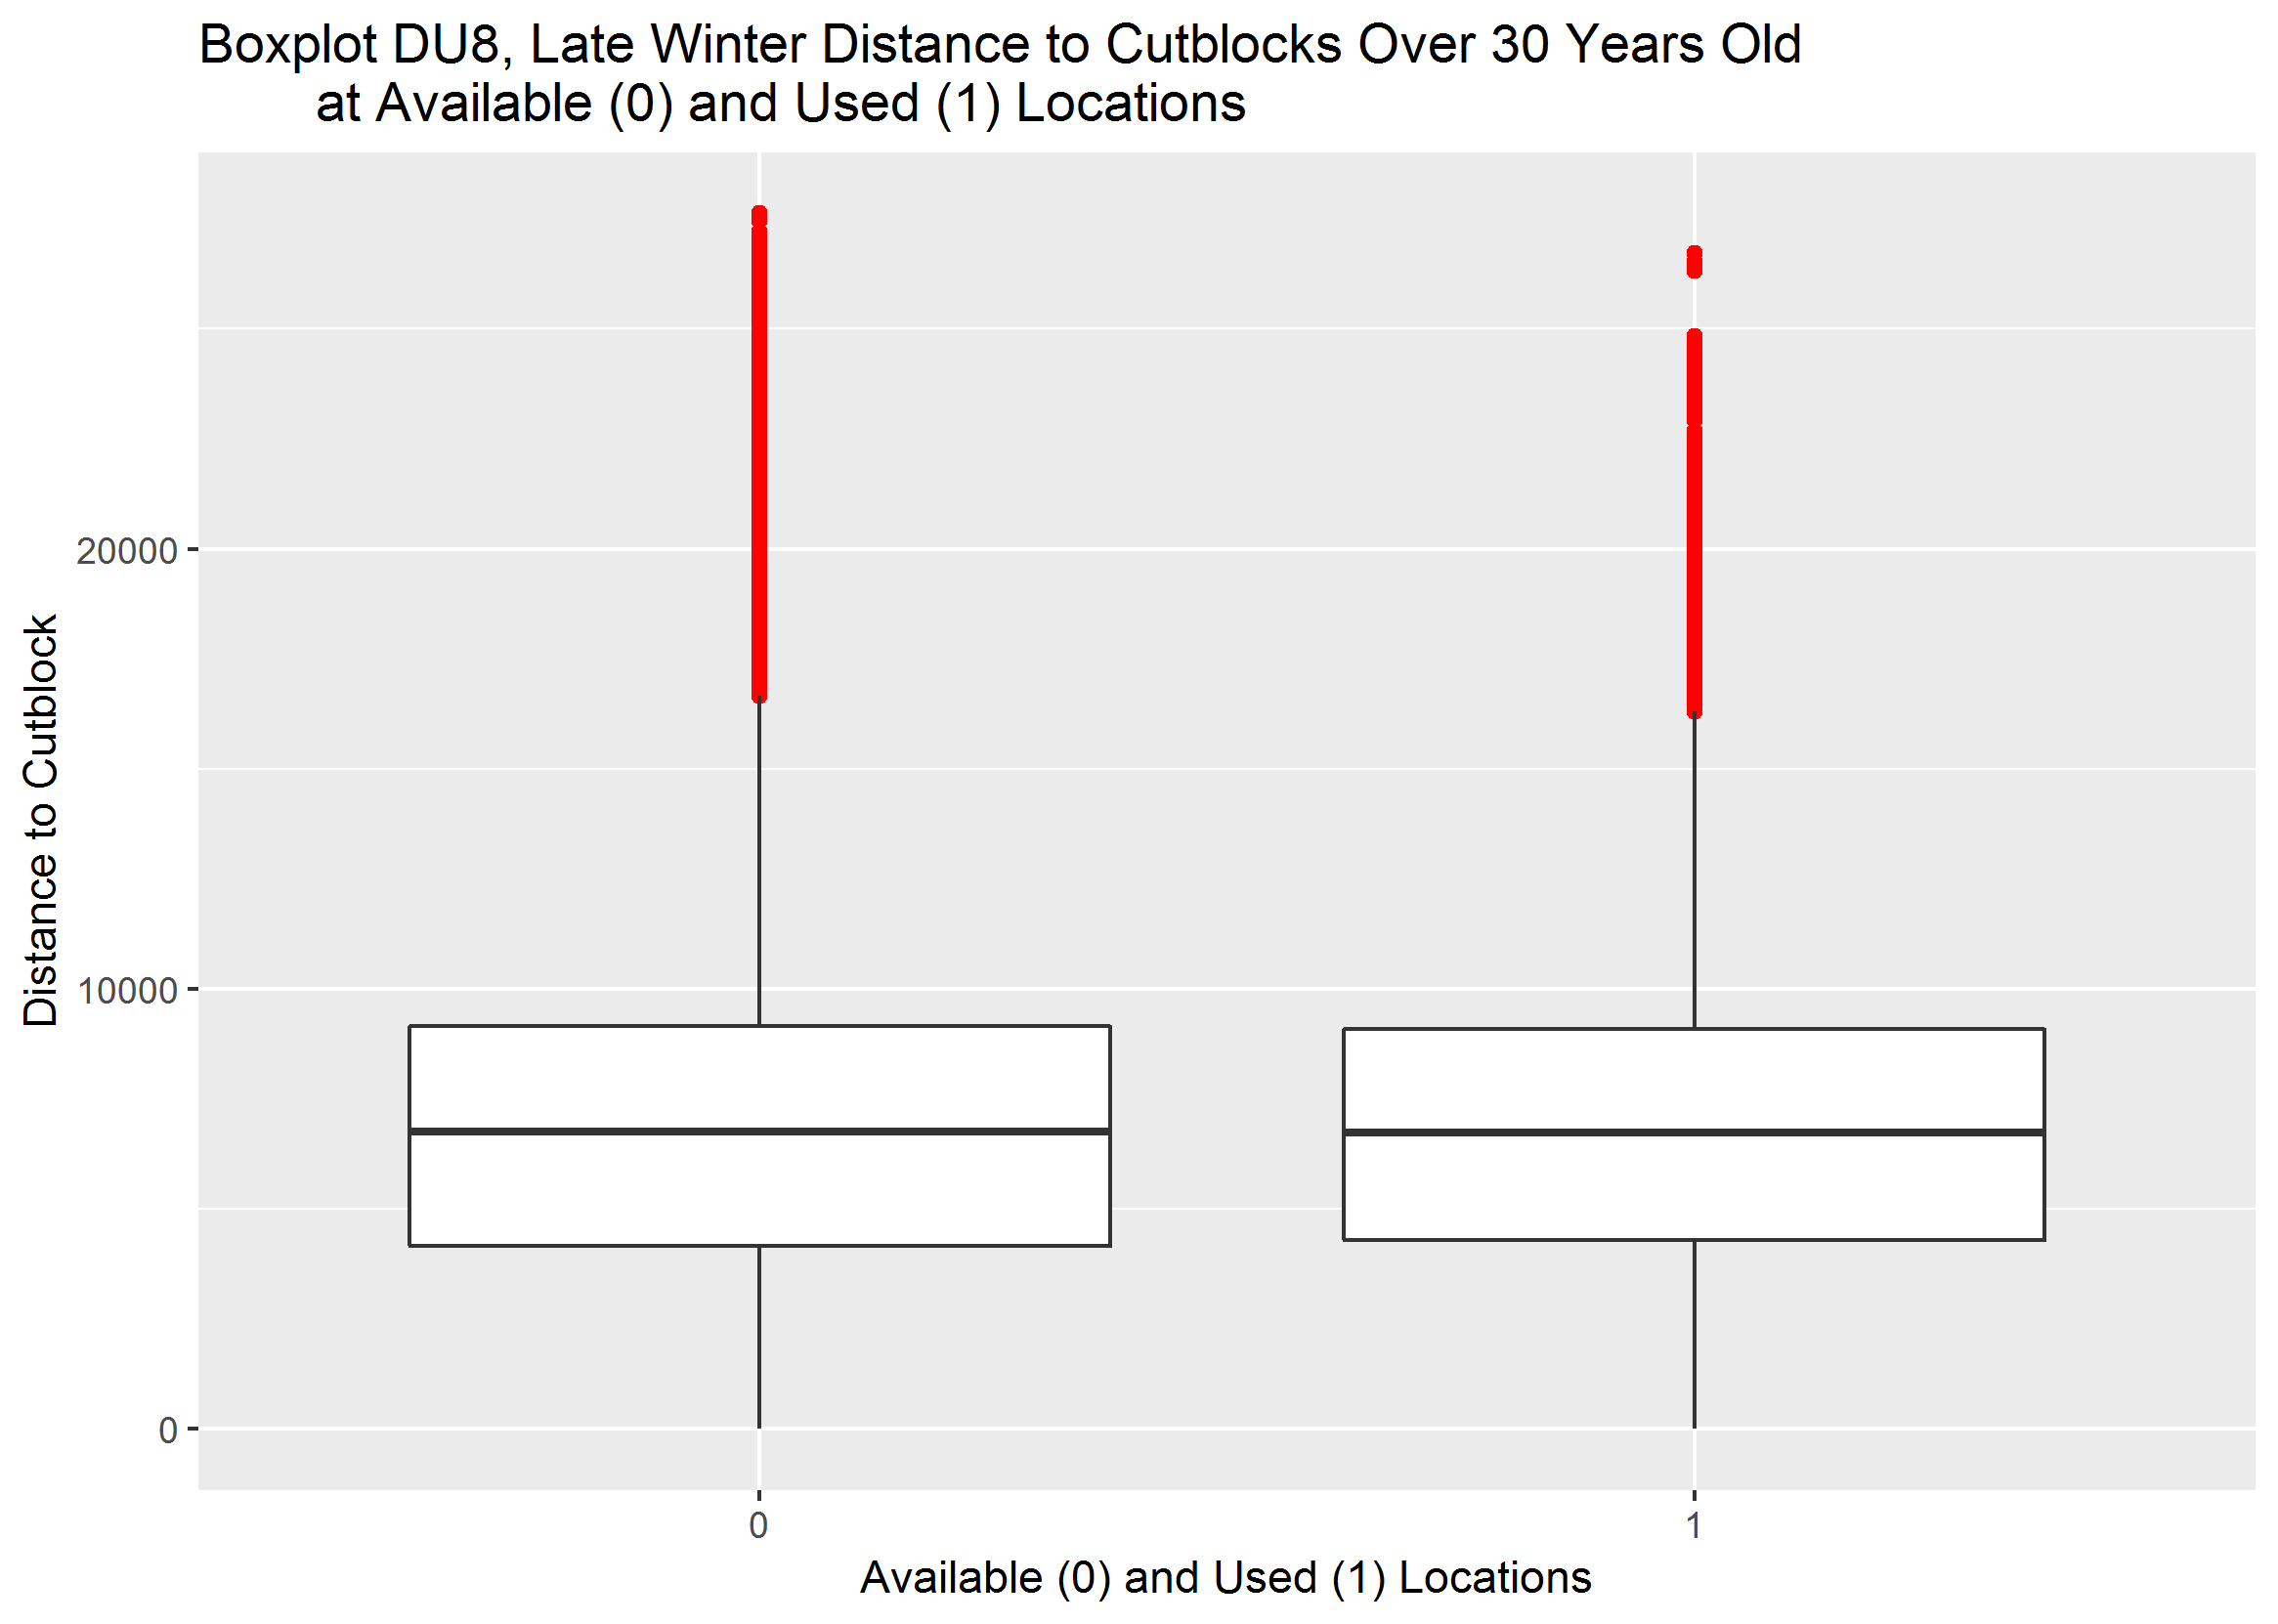 Boxplot DU8, Late Winter Distance to Cutblocks Over 30 Years Old
at Available (0) and Used (1) Locations
Distance to Cutblock
20000
10000
0
0 1
Available (0) and Used (1) Locations